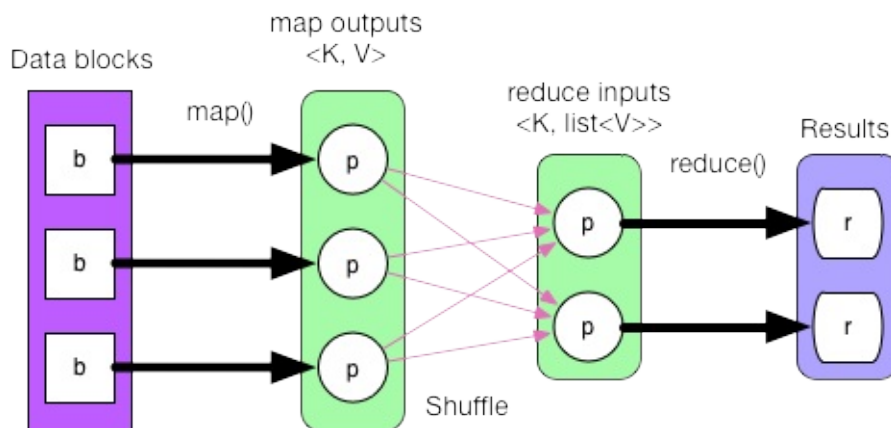 Data blocks
b
b
b
map()
map outputs
<K, V>
p
p
p
Shuffle
reduce inputs
<K, list<V>>
p
p
reduce()
Results
r
r